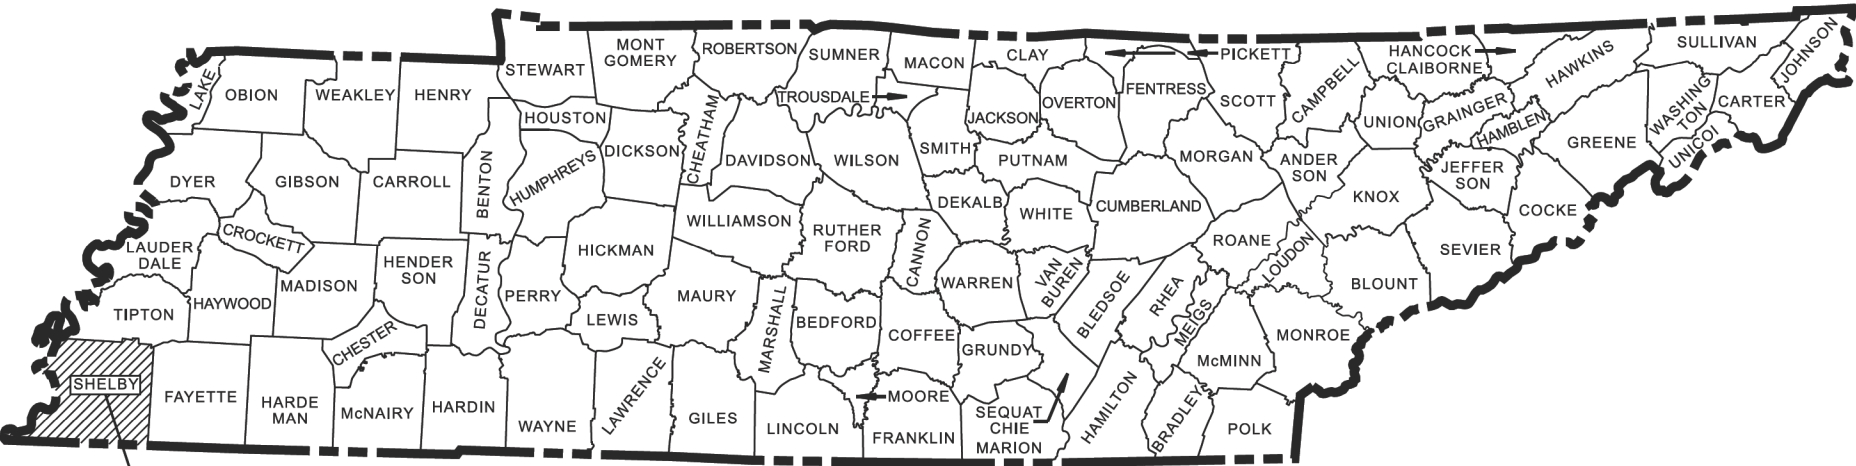 LAKE
OBION
WEAKLEY
HENRY
STEWART
MONT
GOMERY
ROBERTSON
SUMNER
MACON
CLAY
PICKETT
HANCOCK
CLAIBORNE
HAWKINS
SULLIVAN
JOHNSON
TROUSDALE
HOUSTON
CHEATHAM
JACKSON
OVERTON
FENTRESS
SCOTT
CAMPBELL
UNION
GRAINGER
HAMBLEN
WASHING
TON
CARTER
UNICOI
GREENE
DYER
GIBSON
CARROLL
BENTON
HUMPHREYS
DICKSON
DAVIDSON
WILSON
SMITH
PUTNAM
MORGAN
ANDER
SON
KNOX
JEFFER
SON
COCKE
LAUDER
DALE
CROCKETT
MADISON
HENDER
SON
DECATUR
PERRY
HICKMAN
WILLIAMSON
RUTHER
FORD
CANNON
DEKALB
WHITE
CUMBERLAND
ROANE
LOUDON
BLOUNT
SEVIER
TIPTON
HAYWOOD
CHESTER
LEWIS
MAURY
MARSHALL
BEDFORD
COFFEE
WARREN
VAN
BUREN
BLEDSOE
RHEA
MEIGS
McMINN
MONROE
GRUNDY
SHELBY
FAYETTE
HARDE
MAN
McNAIRY
HARDIN
WAYNE
LAWRENCE
GILES
LINCOLN
MOORE
FRANKLIN
SEQUAT
CHIE
MARION
HAMILTON
BRADLEY
POLK